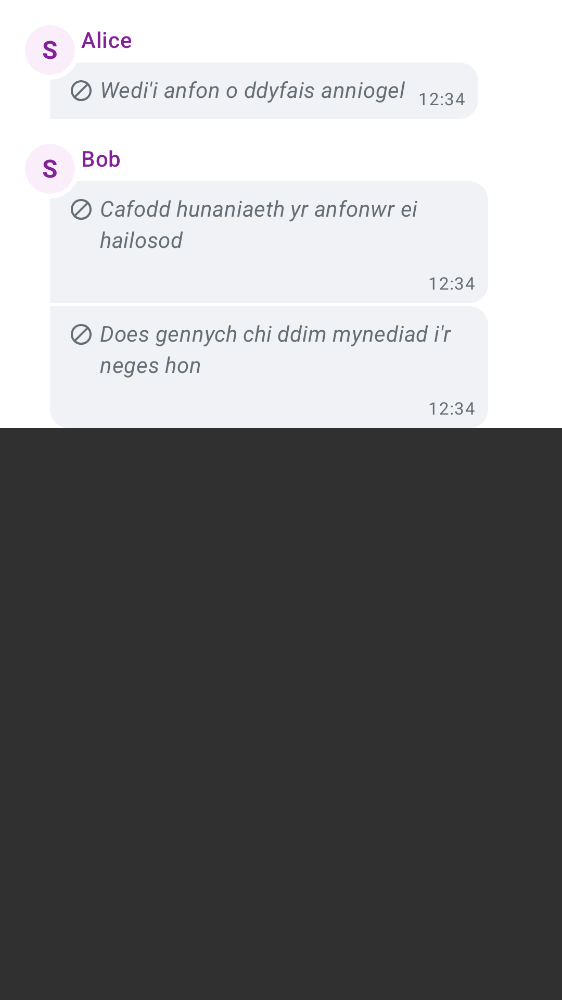 S
Alice
Wedi'i anfon o ddyfais anniogel 12:34
S
Bob
Cafodd hunaniaeth yr anfonwr ei
hailosod
12:34
Does gennych chi ddim mynediad i'r
neges hon
12:34